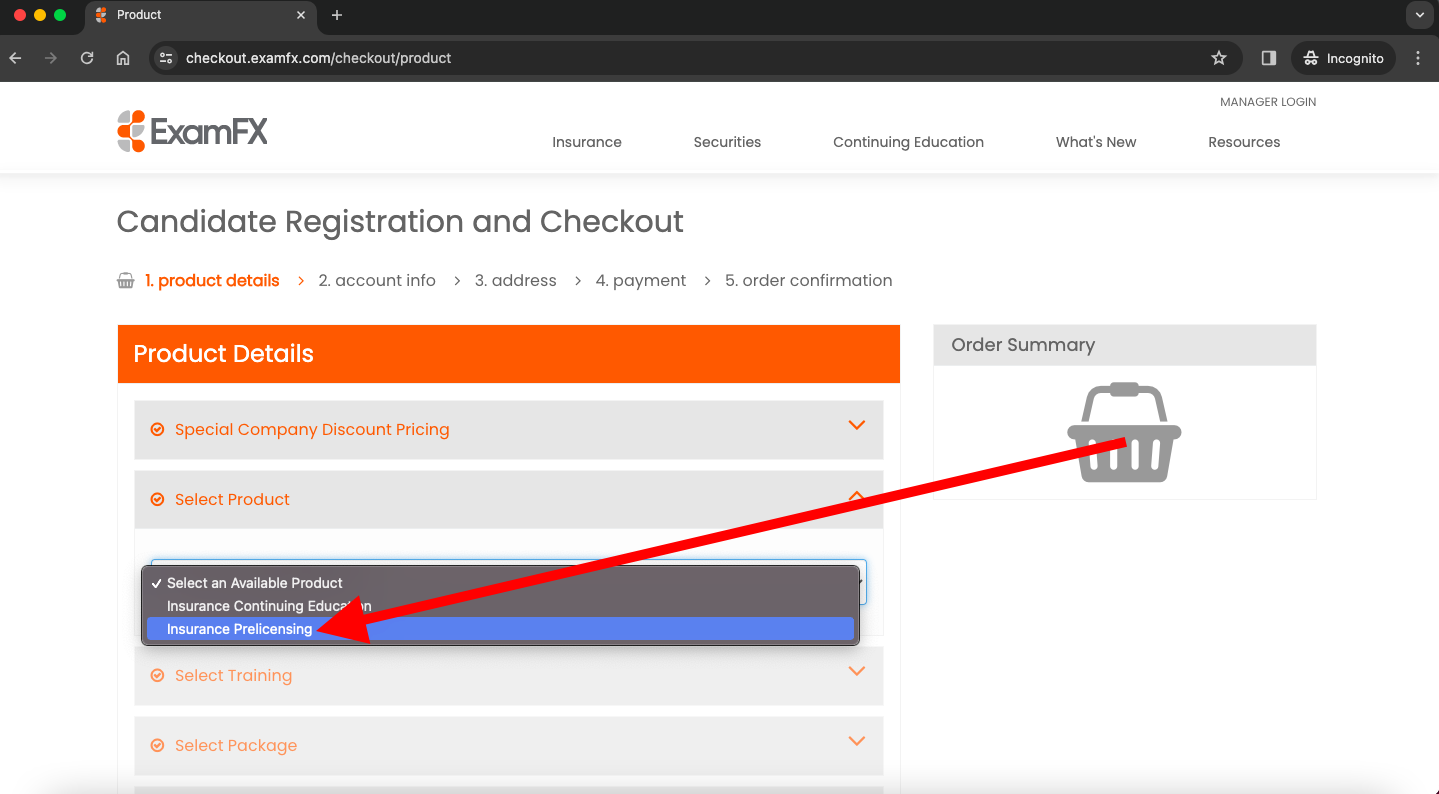 Product
checkout.examfx.com/checkout/product
Incognito
MANAGER LOGIN
ExamFX
Insurance
Securities
Continuing Education
What's New
Resources
Candidate Registration and Checkout
1. product details > 2. account info > 3. address > 4. payment > 5. order confirmation
Product Details
Order Summary
Special Company Discount Pricing
Select Product
✓ Select an Available Product
Insurance Continuing Education
Insurance Prelicensing
Select Training
Select Package